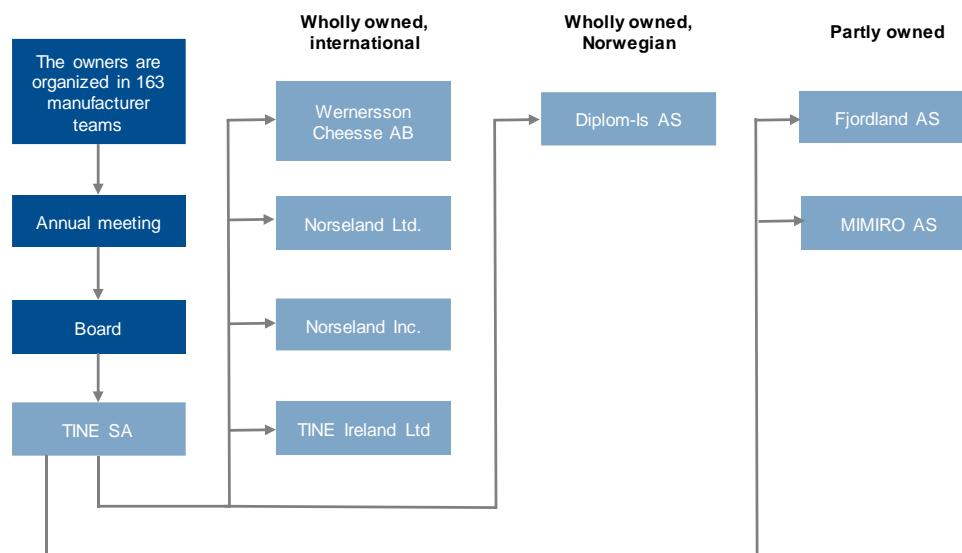 Wholly owned,
international
Wholly owned,
Norwegian
Partly owned
The owners are
organized in 163
manufacturer
teams
Annual meeting
Board
TINE SA
Wernersson
Cheesse AB
Norseland Ltd.
Norseland Inc.
TINE Ireland Ltd
Diplom-Is AS
Fjordland AS
MIMIRO AS